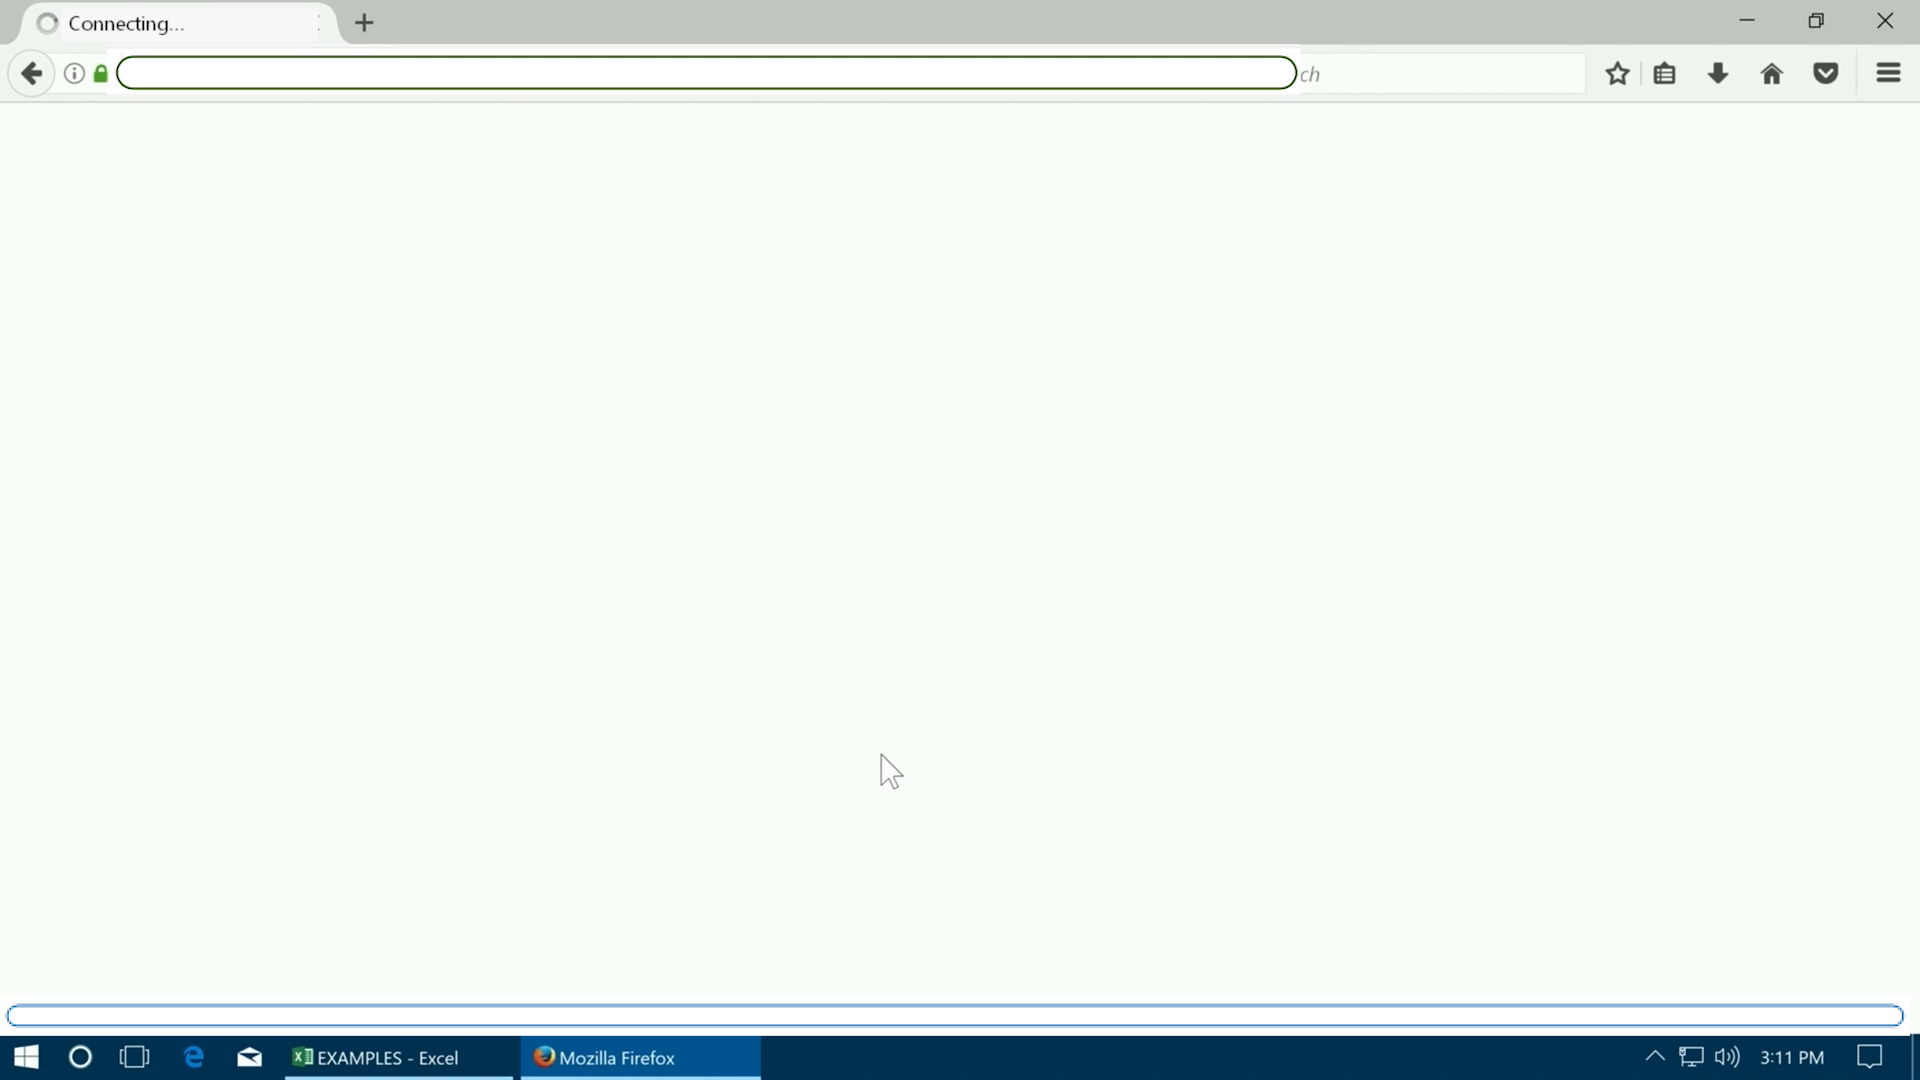 Connecting...
ch
EXAMPLES - Excel
Mozilla Firefox
3:11 PM